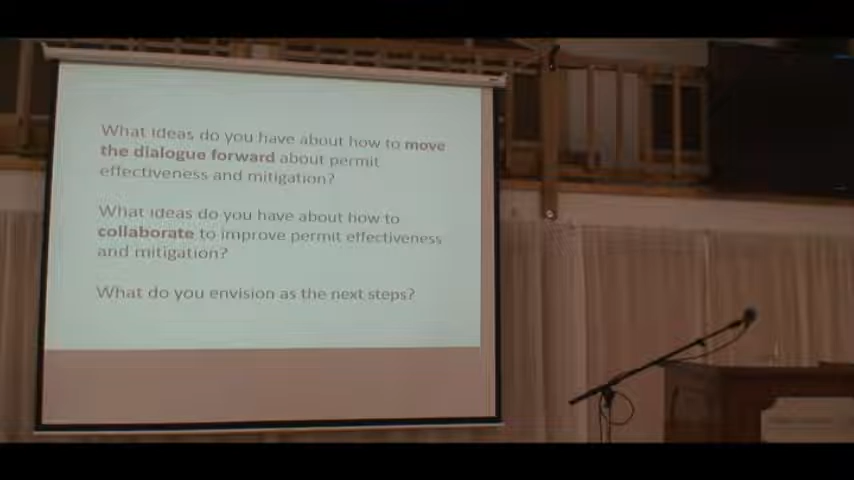 What ideas do you have about how to move
the dialogue forward about permit
effectiveness and mitigation?
What ideas do you have about how to
collaborate to improve permit effectiveness
and mitigation?
What do you envision as the next steps?